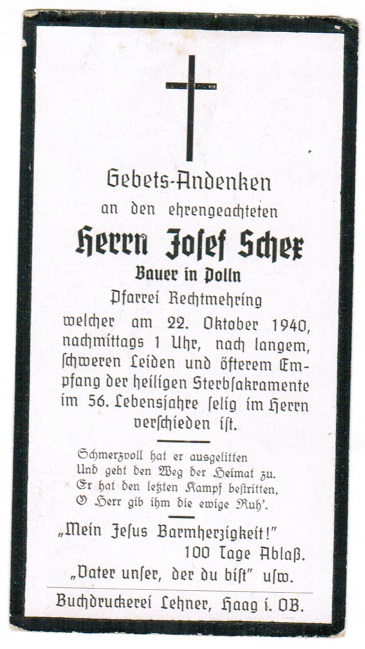 Gebets-Andenken
an den ehrengeachteten
Herrn Josef Schex
Bauer in Dolln
Pfarrei Rechtmehring
welcher am 22. Oktober 1940,
nachmittags 1 Uhr, nach langem,
schweren Leiden und öfterem Em-
pfang der heiligen Sterbsakramente
im 56. Lebensjahre selig im Herrn
verschieden ist.
Schmerzvoll hat er ausgelitten
Und geht den Weg der Heimat zu.
Er hat den letzten Kampf bestritten,
O Herr gib ihm die ewige Ruh'.
„Mein Jesus Barmherzigkeit!"
100 Tage Ablaß.
„Vater unser, der du bist" usw.
Buchdruckerei Lehner, Haag i. OB.